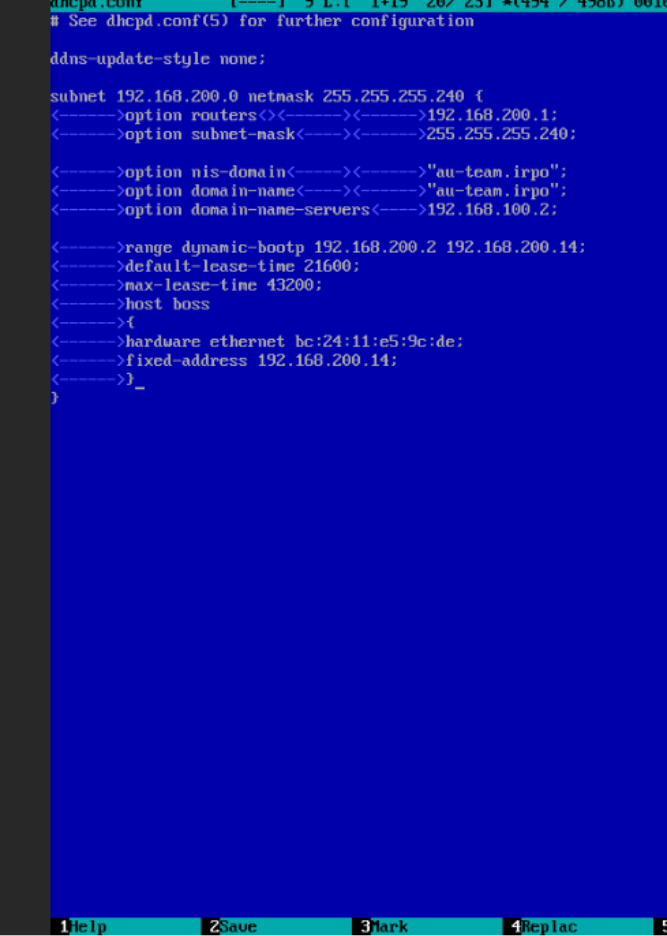 dhcpd.conf [----] 9 L:[ 1+19 20/ 23] *(494 / 498b)
# See dhcpd.conf(5) for further configuration
ddns-update-style none;
subnet 192.168.200.0 netmask 255.255.255.240 {
<------>option routers<><------><------>192.168.200.1;
<------>option subnet-mask<----><------>255.255.255.240;
<------>option nis-domain<-----><------>"au-team.irpo";
<------>option domain-name<----><------>"au-team.irpo";
<------>option domain-name-servers<---->192.168.100.2;
<------>range dynamic-bootp 192.168.200.2 192.168.200.14;
<------>default-lease-time 21600;
<------>max-lease-time 43200;
<------>host boss
<------>{
<------>hardware ethernet bc:24:11:e5:9c:de;
<------>fixed-address 192.168.200.14;
<------>}
}
1Help 2Save 3Mark 4Replac 5